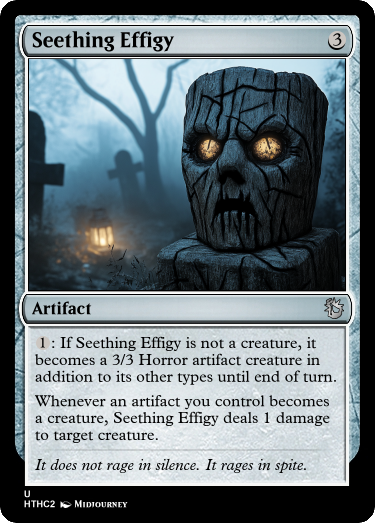 Seething Effigy 3
Artifact
1 : If Seething Effigy is not a creature, it
becomes a 3/3 Horror artifact creature in
addition to its other types until end of turn.
Whenever an artifact you control becomes
a creature, Seething Effigy deals 1 damage
to target creature.
It does not rage in silence. It rages in spite.
U
HTHC2 Midjourney